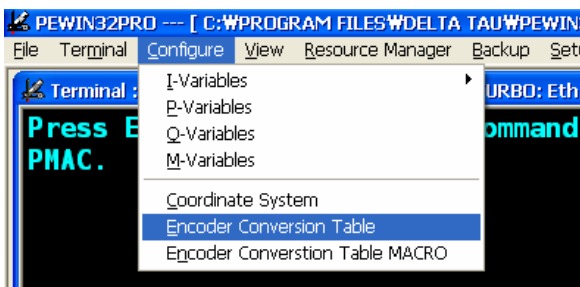 PEWIN32PRO --- [ C:₩PROGRAM FILES₩DELTA TAU₩PEWIN
File Terminal Configure View Resource Manager Backup Set
Terminal : URBO: Eth
I-Variables
P-Variables
Q-Variables
M-Variables
Coordinate System
Encoder Conversion Table
Encoder Converstion Table MACRO
Press E ommand
PMAC.